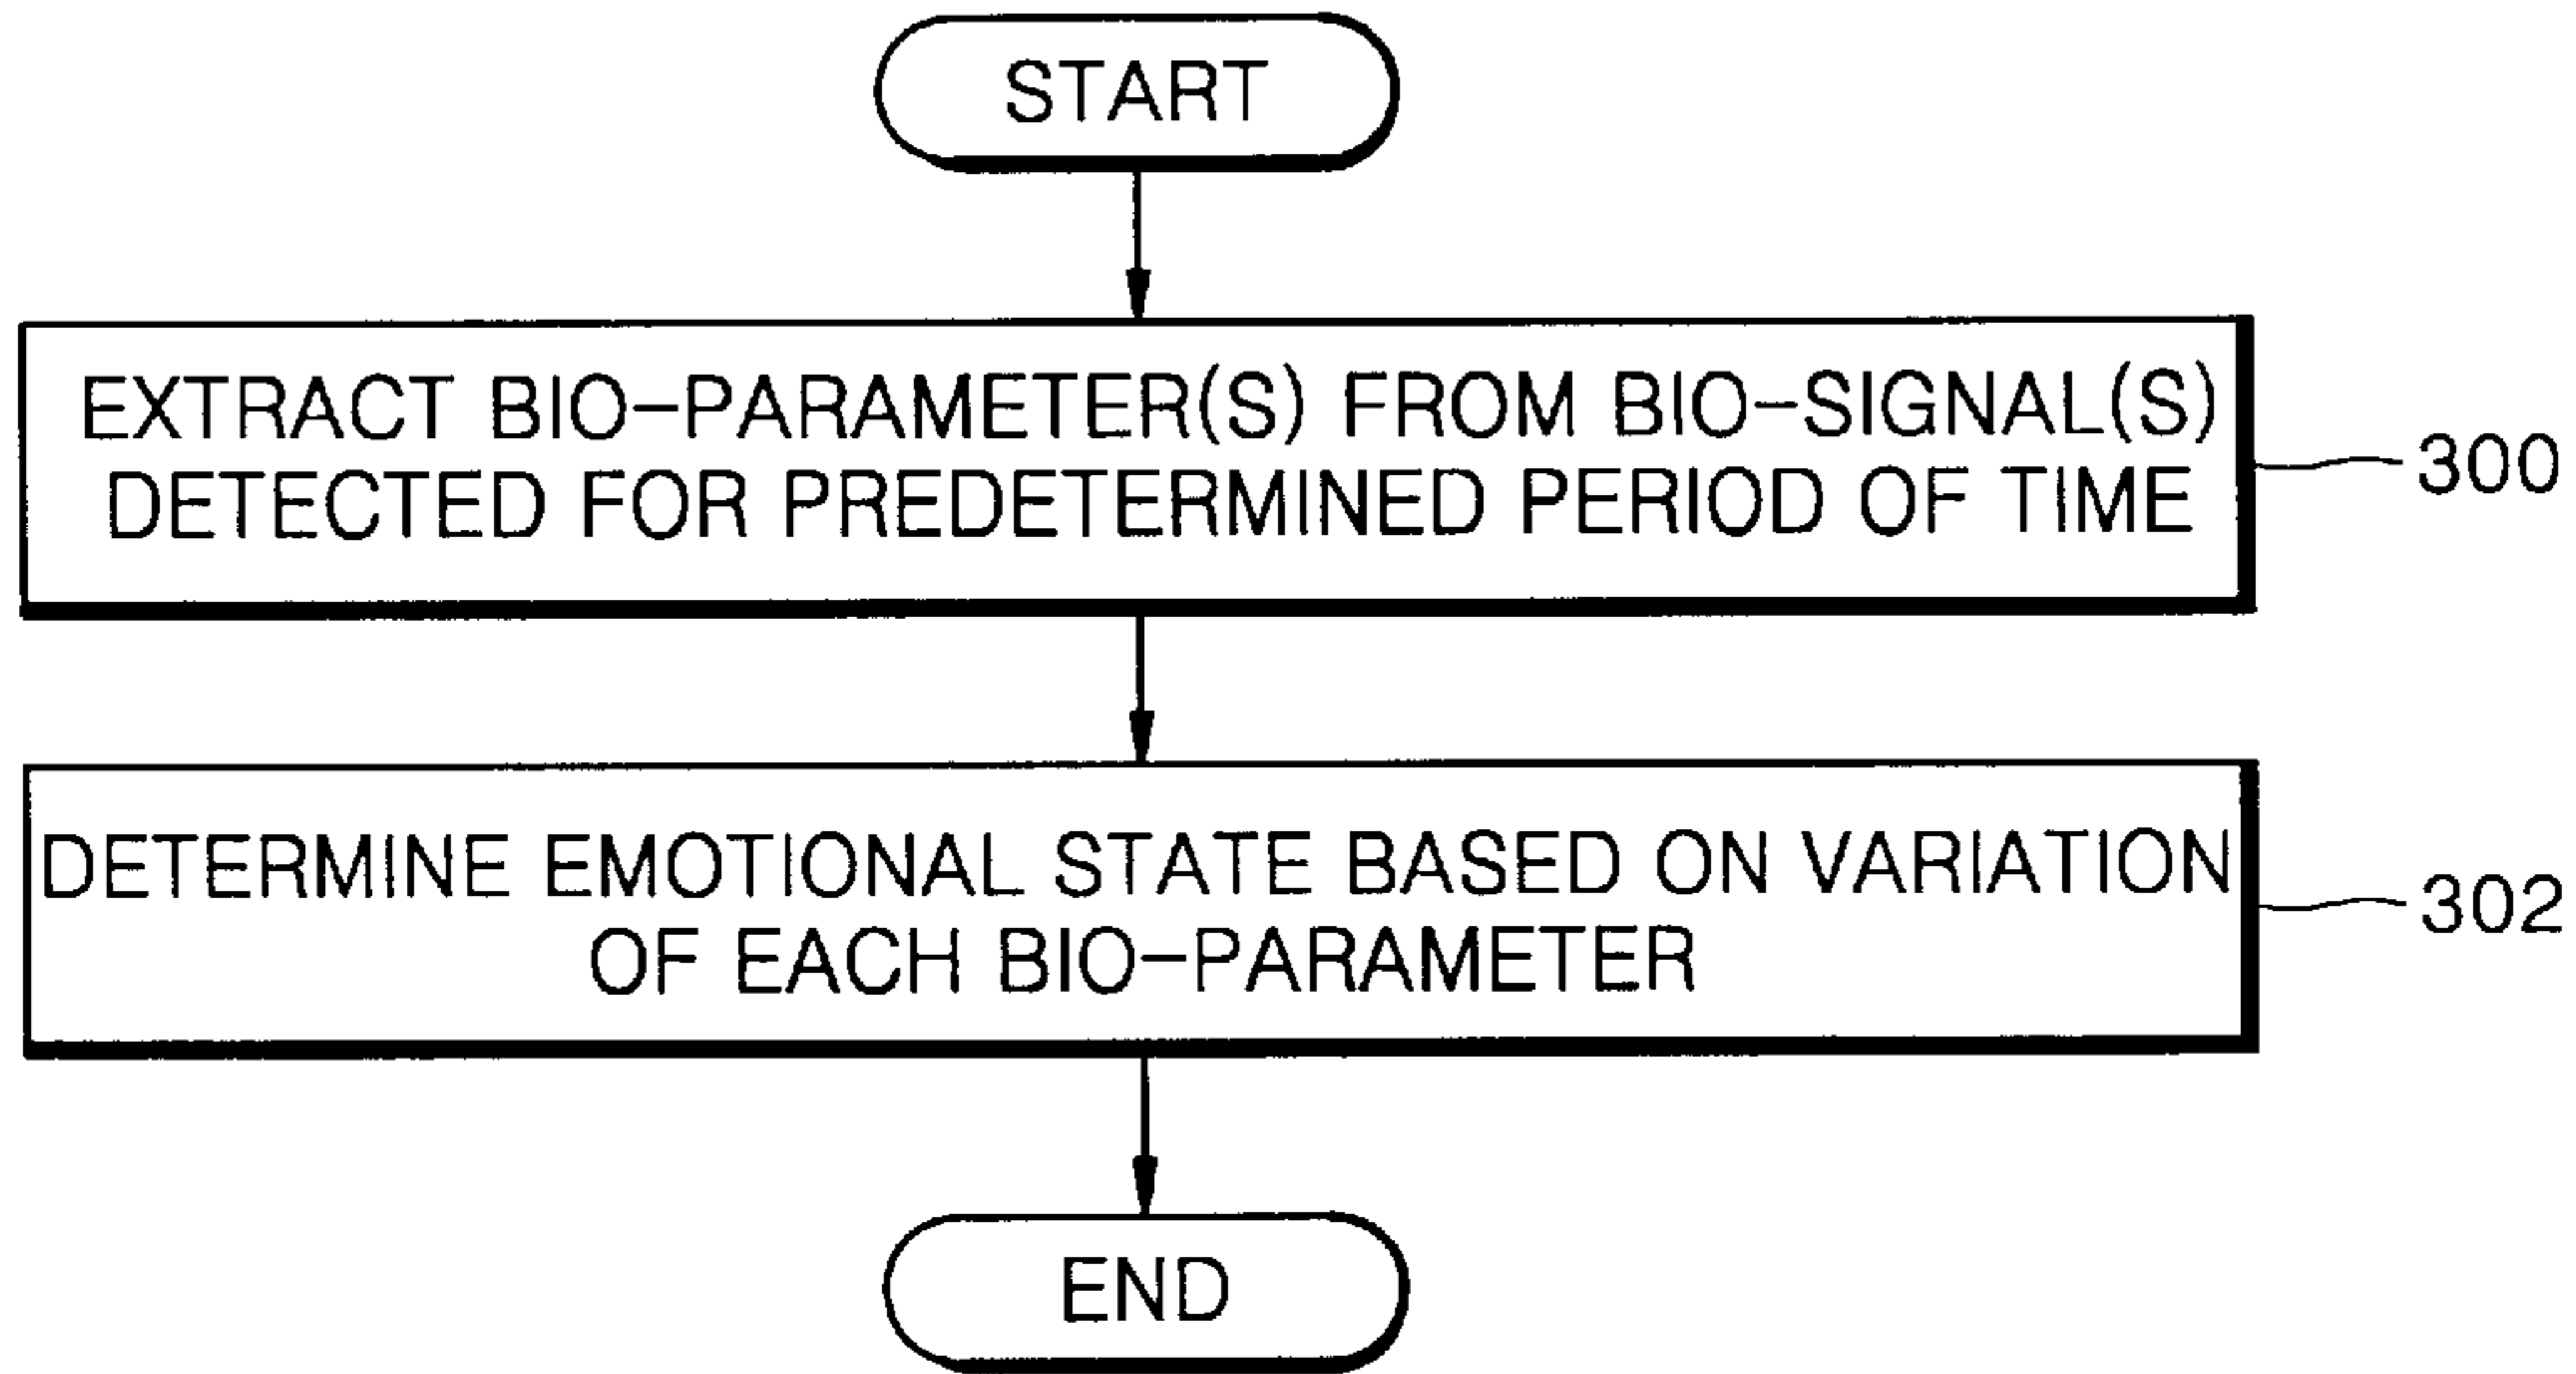 START
EXTRACT BIO-PARAMETER(S) FROM BIO-SIGNAL(S)
DETECTED FOR PREDETERMINED PERIOD OF TIME
300
DETERMINE EMOTIONAL STATE BASED ON VARIATION
OF EACH BIO-PARAMETER
302
END